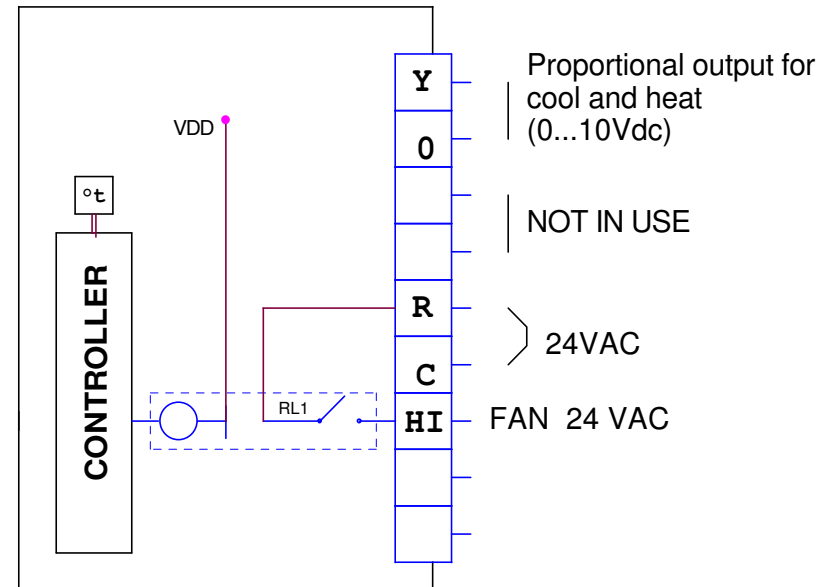 Y
0
R
C
HI
Proportional output for
cool and heat
(0...10Vdc)
NOT IN USE
24VAC
FAN 24 VAC
VDD
°t
CONTROLLER
RL1